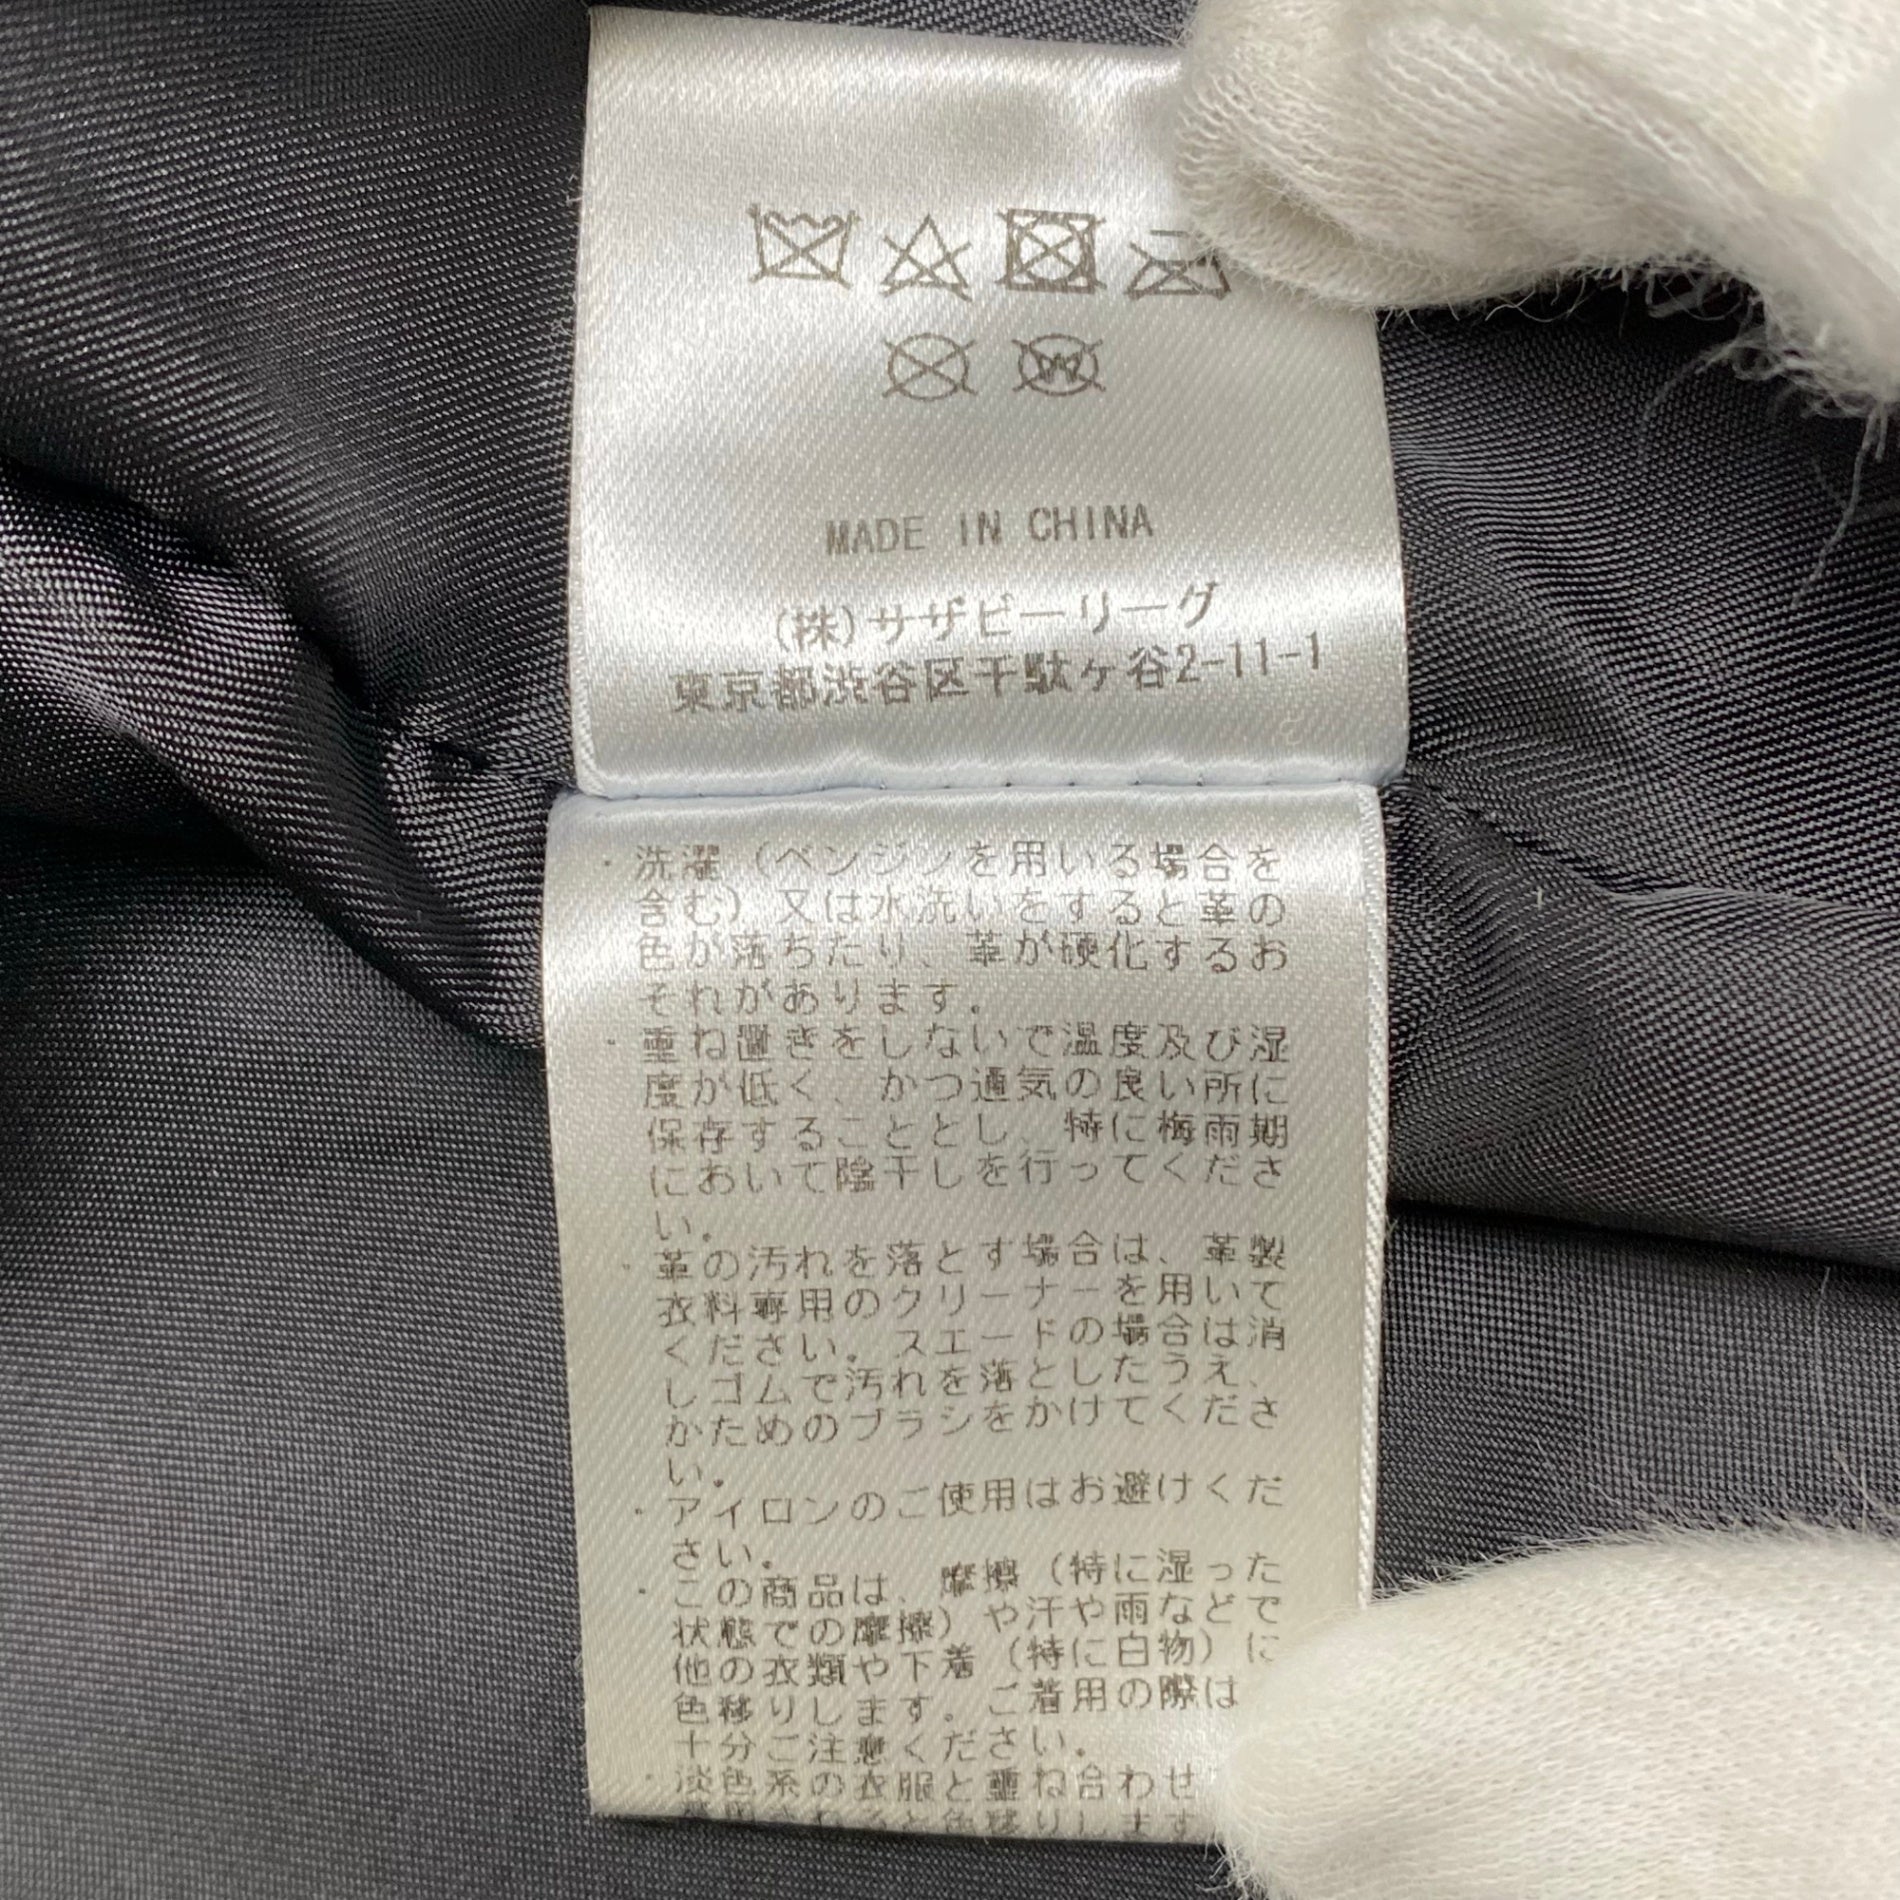 MADE IN CHINA
(株)サザビーリーグ
東京都渋谷区千駄ヶ谷2-11-1
・洗濯(ベンジンを用いる場合を
含む)又は水洗いをすると革の
色が落ちたり、革が硬化するお
それがあります。
・重ね置きをしないで温度及び湿
度が低く、かつ通気の良い所に
保存することとし、特に梅雨期
において陰干しを行ってくださ
い。
・革の汚れを落とす場合は、革製
衣料専用のクリーナーを用いて
ください。スエードの場合は消
しゴムで汚れを落としたうえ、
かためのブラシをかけてくださ
い。
・アイロンのご使用はお避けくだ
さい。
・この商品は、摩擦(特に湿った
状態での摩擦)や汗や雨などで
他の衣類や下着(特に白物)に
色移りします。ご着用の際は
十分ご注意ください。
・淡色系の衣服と重ね合わせ
着用されると色移りします